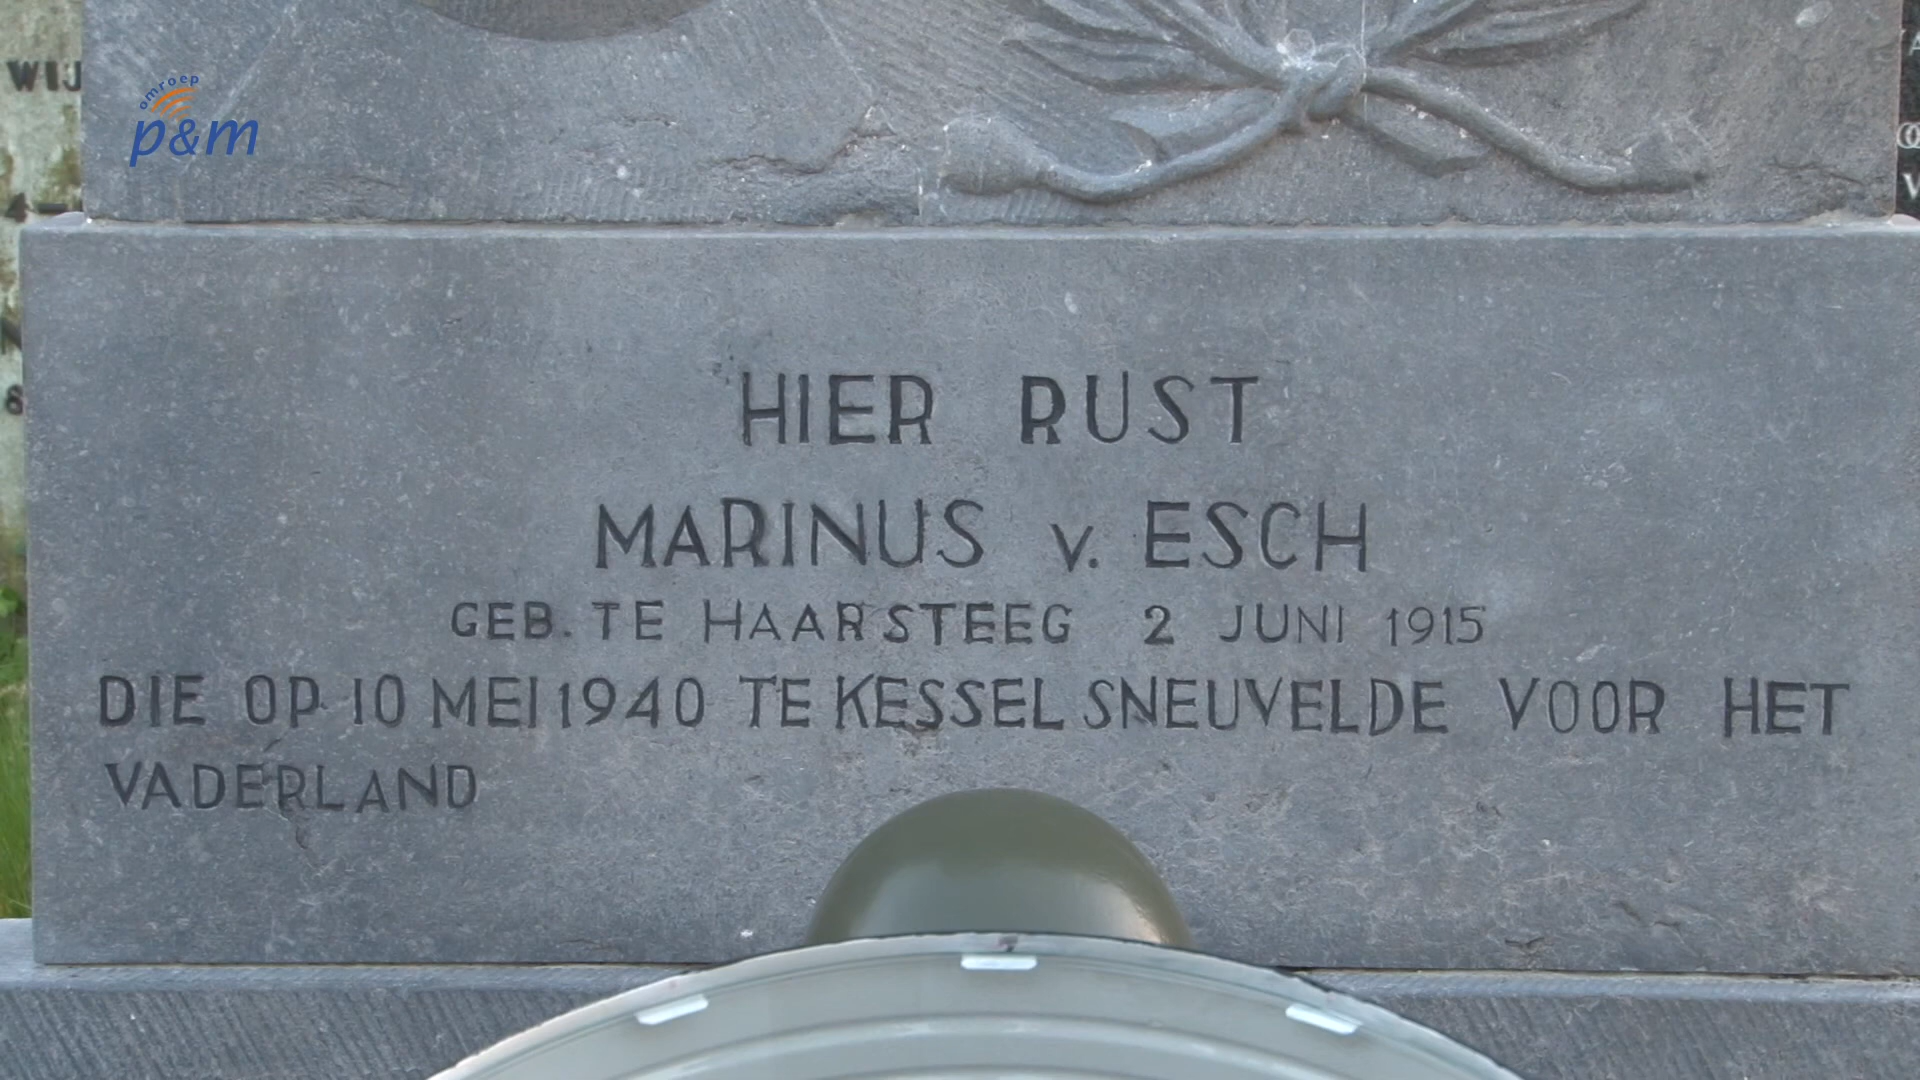 WIJ
omroep
p&m
HIER RUST
MARINUS v. ESCH
GEB. TE HAARSTEEG 2 JUNI 1915
DIE OP 10 MEI 1940 TE KESSEL SNEUVELDE VOOR HET
VADERLAND